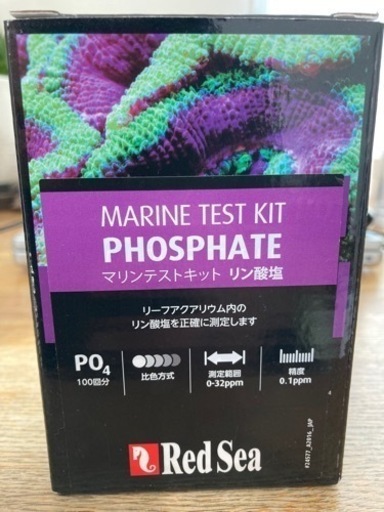 MARINE TEST KIT
PHOSPHATE
マリンテストキット リン酸塩
リーフアクアリウム内の
リン酸塩を正確に測定します
PO₄
100回分
比色方式
測定範囲
0-32ppm
精度
0.1ppm
Red Sea